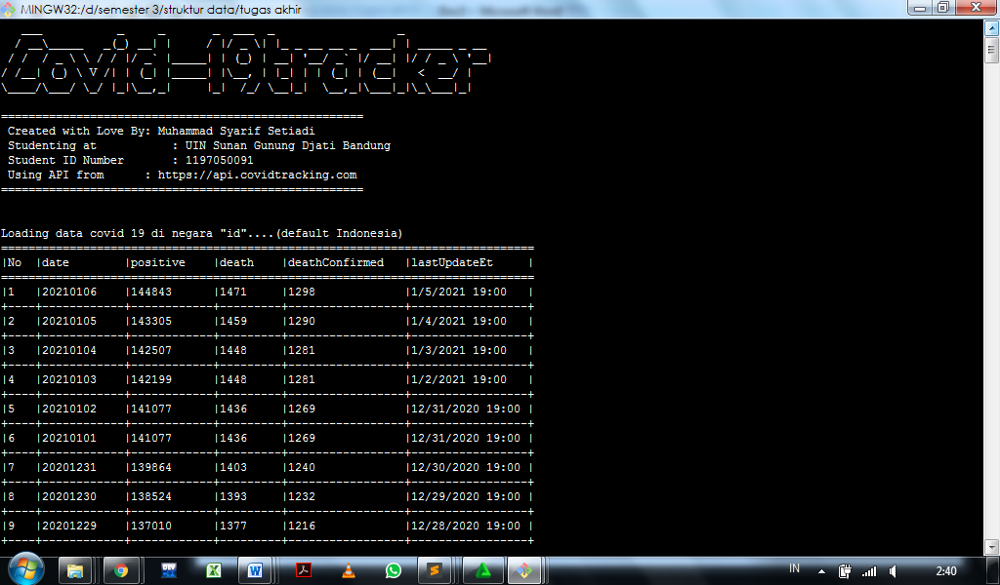 MINGW32:/d/semester 3/struktur data/tugas akhir
Covid-19tracker
=====================================================
Created with Love By: Muhammad Syarif Setiadi
Studenting at : UIN Sunan Gunung Djati Bandung
Student ID Number : 1197050091
Using API from : https://api.covidtracking.com
=====================================================
Loading data covid 19 di negara "id"....(default Indonesia)
==============================================================================
|No |date |positive |death |deathConfirmed |lastUpdateEt |
==============================================================================
|1 |20210106 |144843 |1471 |1298 |1/5/2021 19:00 |
+----+------------+------------+---------+-----------------+-----------------+
|2 |20210105 |143305 |1459 |1290 |1/4/2021 19:00 |
+----+------------+------------+---------+-----------------+-----------------+
|3 |20210104 |142507 |1448 |1281 |1/3/2021 19:00 |
+----+------------+------------+---------+-----------------+-----------------+
|4 |20210103 |142199 |1448 |1281 |1/2/2021 19:00 |
+----+------------+------------+---------+-----------------+-----------------+
|5 |20210102 |141077 |1436 |1269 |12/31/2020 19:00 |
+----+------------+------------+---------+-----------------+-----------------+
|6 |20210101 |141077 |1436 |1269 |12/31/2020 19:00 |
+----+------------+------------+---------+-----------------+-----------------+
|7 |20201231 |139864 |1403 |1240 |12/30/2020 19:00 |
+----+------------+------------+---------+-----------------+-----------------+
|8 |20201230 |138524 |1393 |1232 |12/29/2020 19:00 |
+----+------------+------------+---------+-----------------+-----------------+
|9 |20201229 |137010 |1377 |1216 |12/28/2020 19:00 |
+----+------------+------------+---------+-----------------+-----------------+
IN
2:40